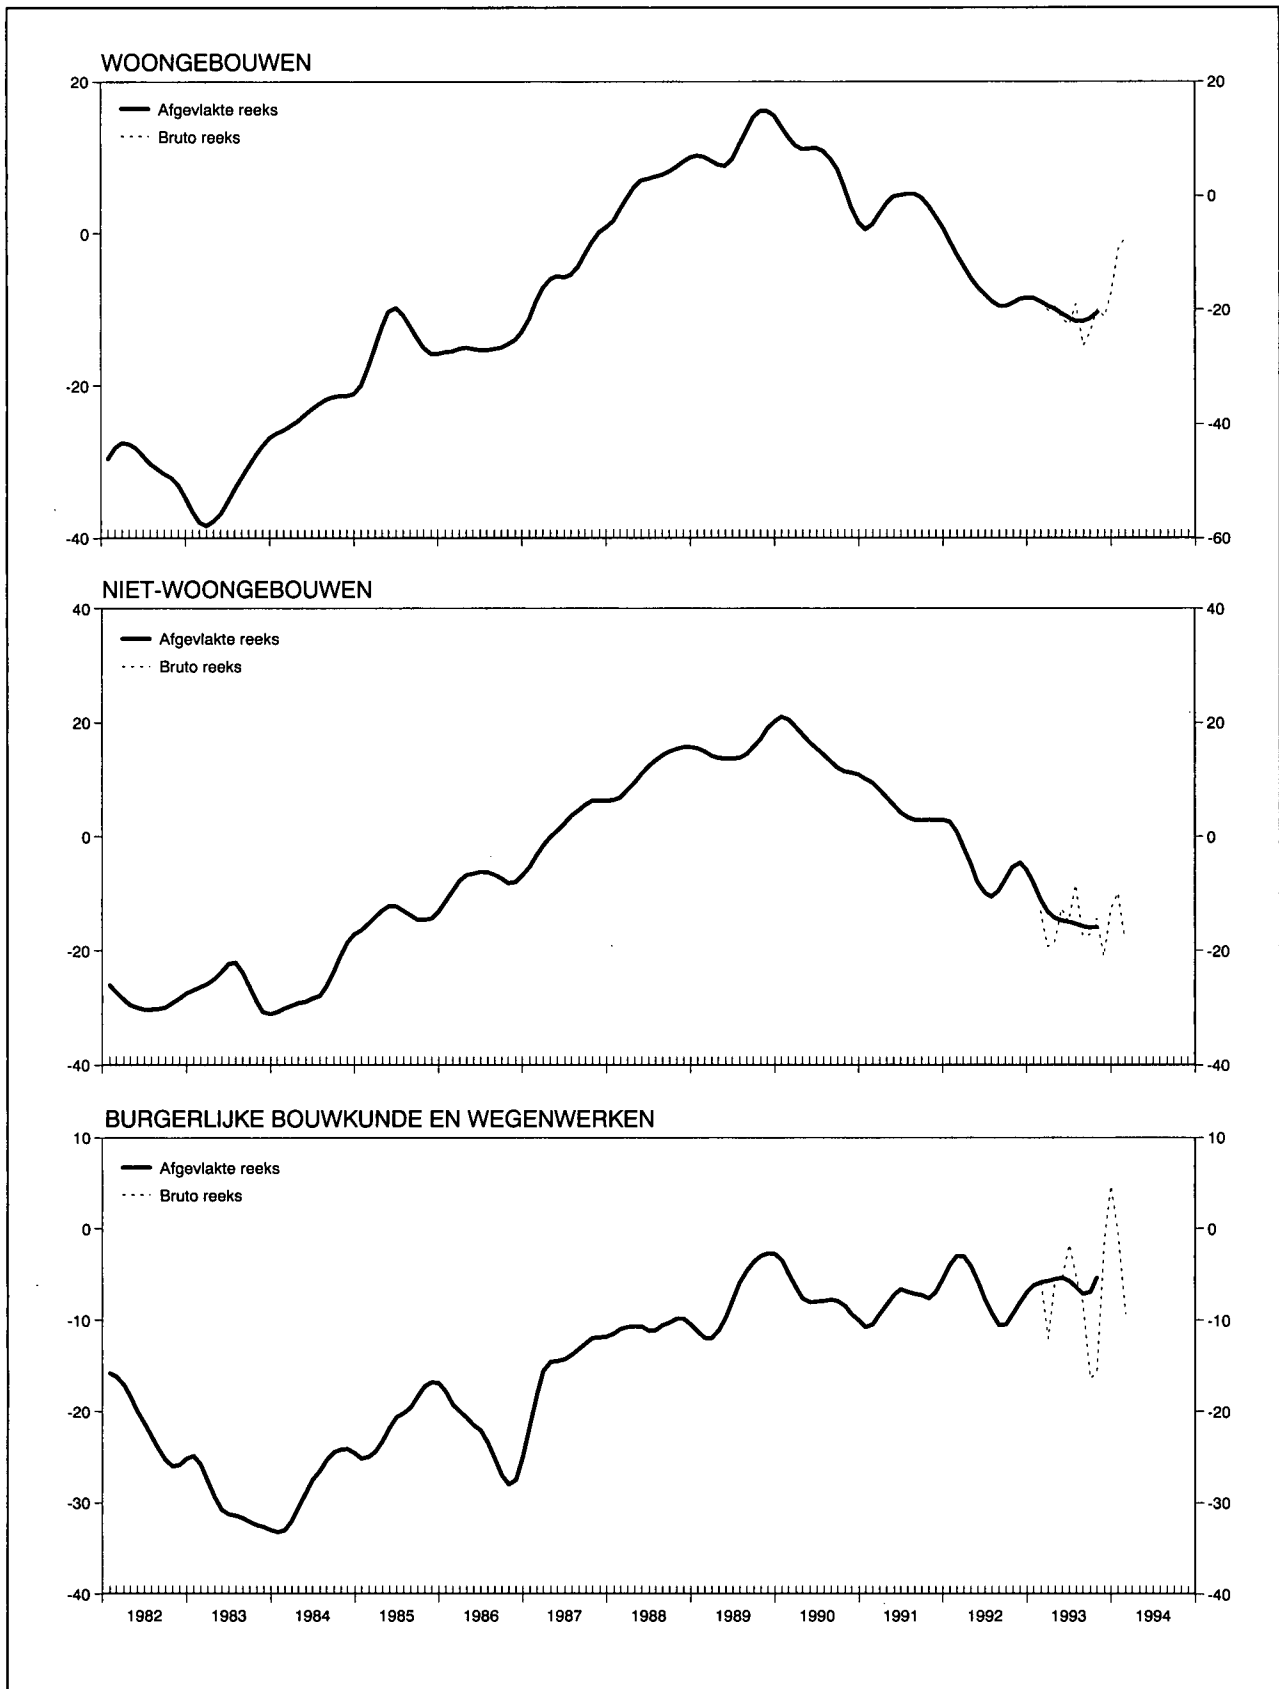 WOONGEBOUWEN
20 20
Afgevlakte reeks
Bruto reeks
0 0
-20
-20
-40
-40 -60
NIET-WOONGEBOUWEN
40 40
Afgevlakte reeks
Bruto reeks
20 20
0 0
-20 -20
-40 -40
BURGERLIJKE BOUWKUNDE EN WEGENWERKEN
10 10
Afgevlakte reeks
Bruto reeks
0 0
-10 -10
-20 -20
-30 -30
-40 -40
1982 1983 1984 1985 1986 1987 1988 1989 1990 1991 1992 1993 1994